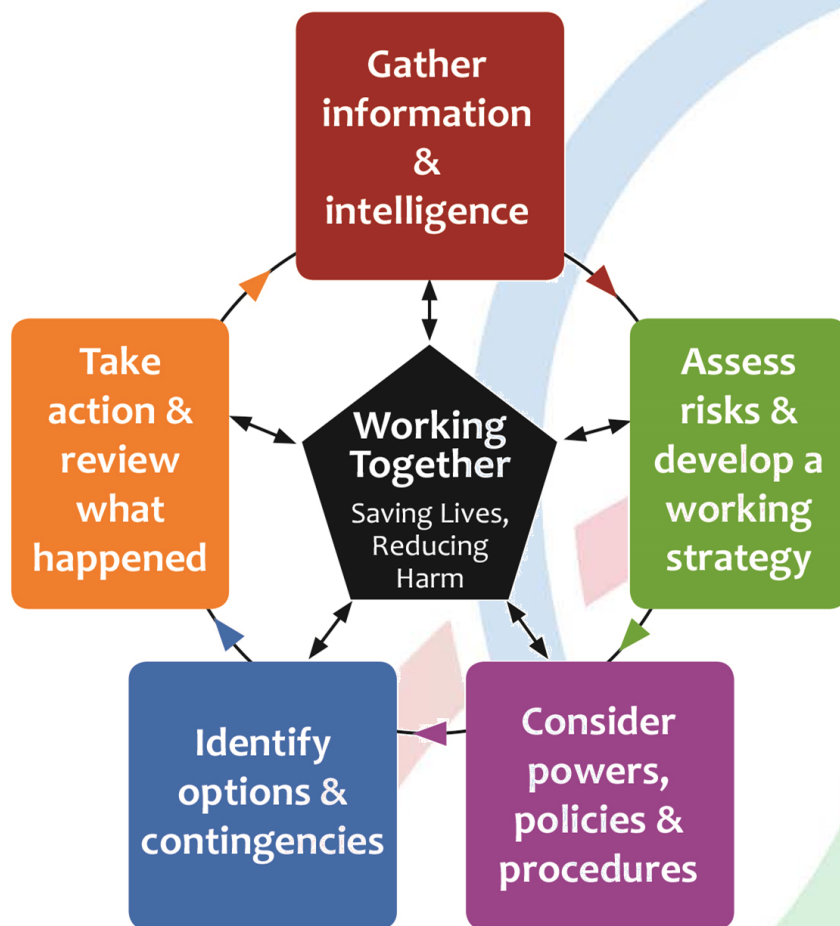 Gather
information
&
intelligence
Assess
risks &
develop a
working
strategy
Consider
powers,
policies &
procedures
Identify
options &
contingencies
Take
action &
review
what
happened
Working
Together
Saving Lives,
Reducing
Harm